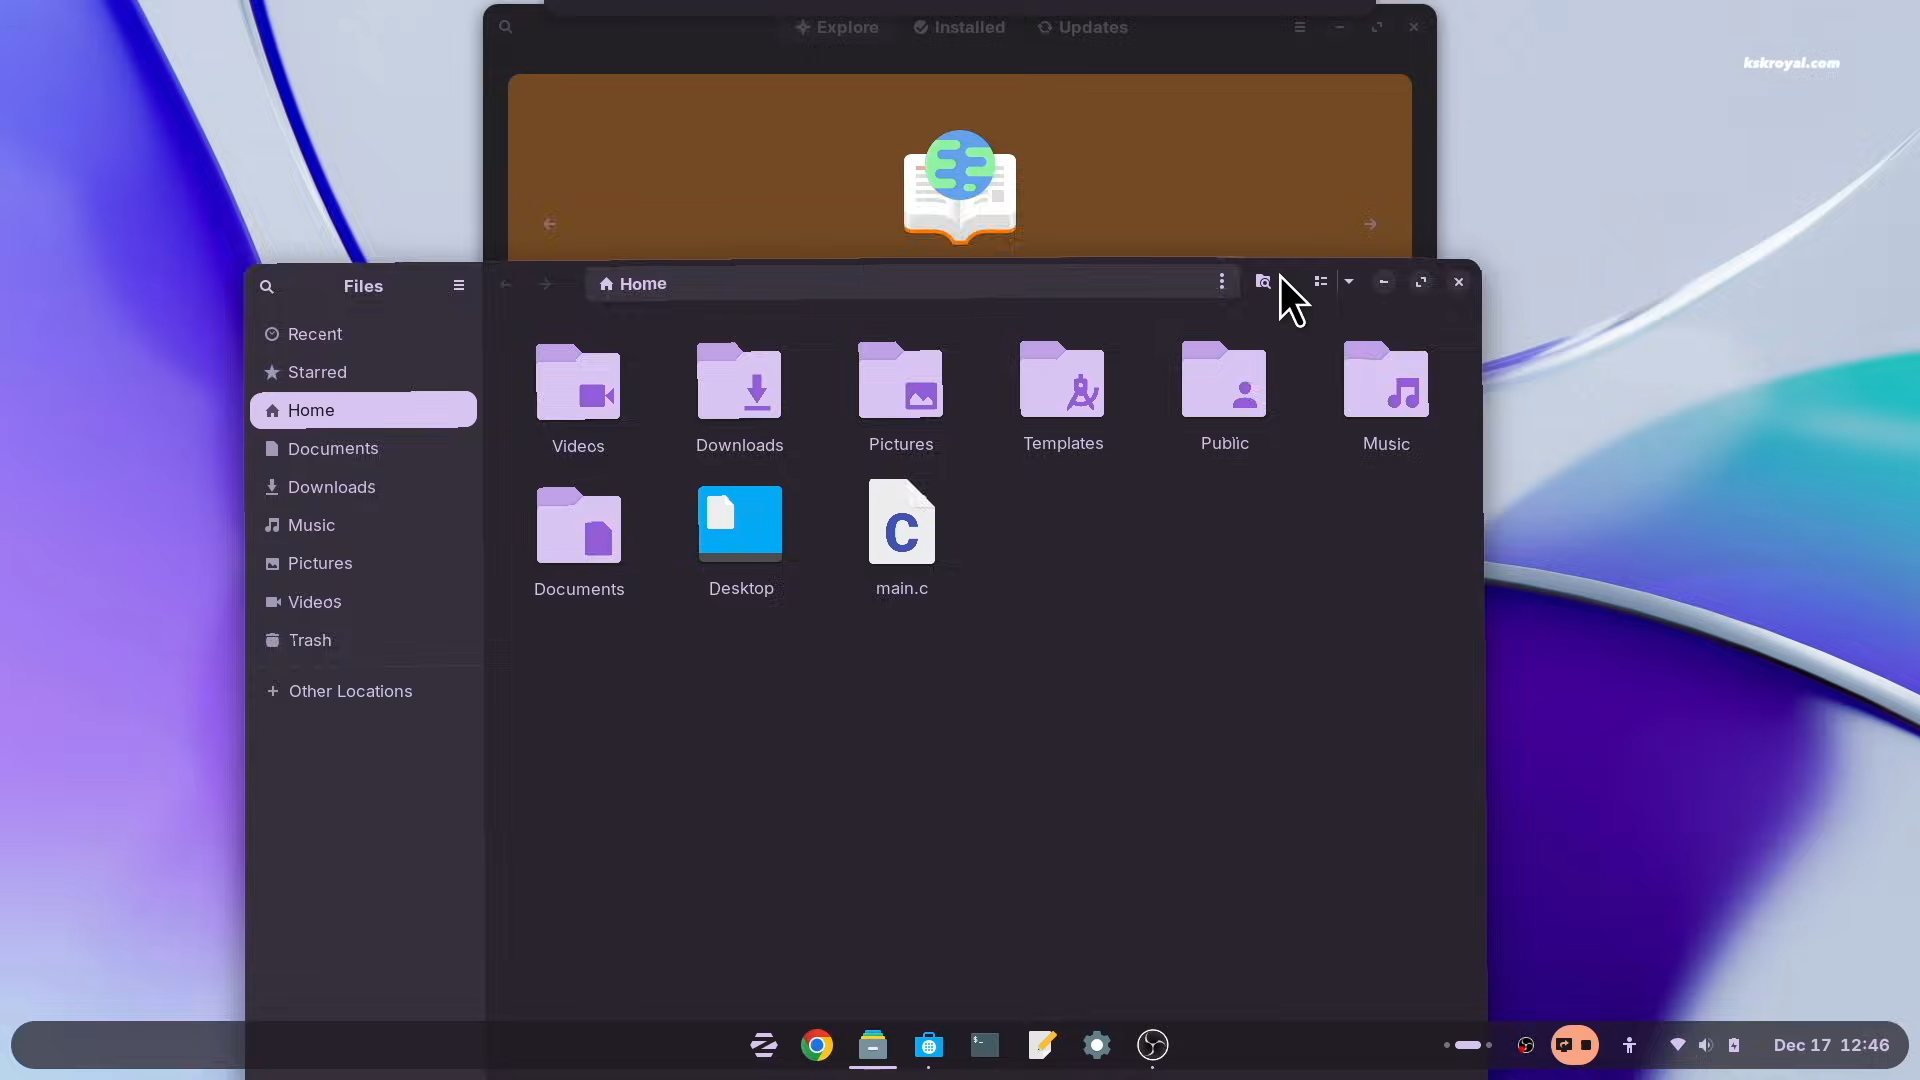 Explore Installed Updates
kskroyal.com
Files
Home
Recent
Starred
Home
Documents
Downloads
Music
Pictures
Videos
Trash
Other Locations
Videos Downloads Pictures Templates Public Music
C
Documents Desktop main.c
$_
Dec 17 12:46